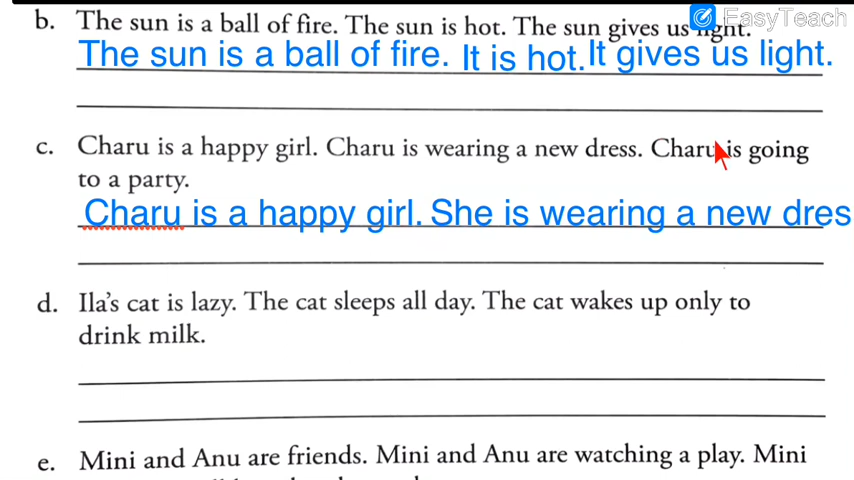 b. The sun is a ball of fire. The sun is hot. The sun gives us light.
EasyTeach
The sun is a ball of fire. It is hot. It gives us light.
c. Charu is a happy girl. Charu is wearing a new dress. Charu is going
to a party.
Charu is a happy girl. She is wearing a new dres
d. Ila's cat is lazy. The cat sleeps all day. The cat wakes up only to
drink milk.
e. Mini and Anu are friends. Mini and Anu are watching a play. Mini